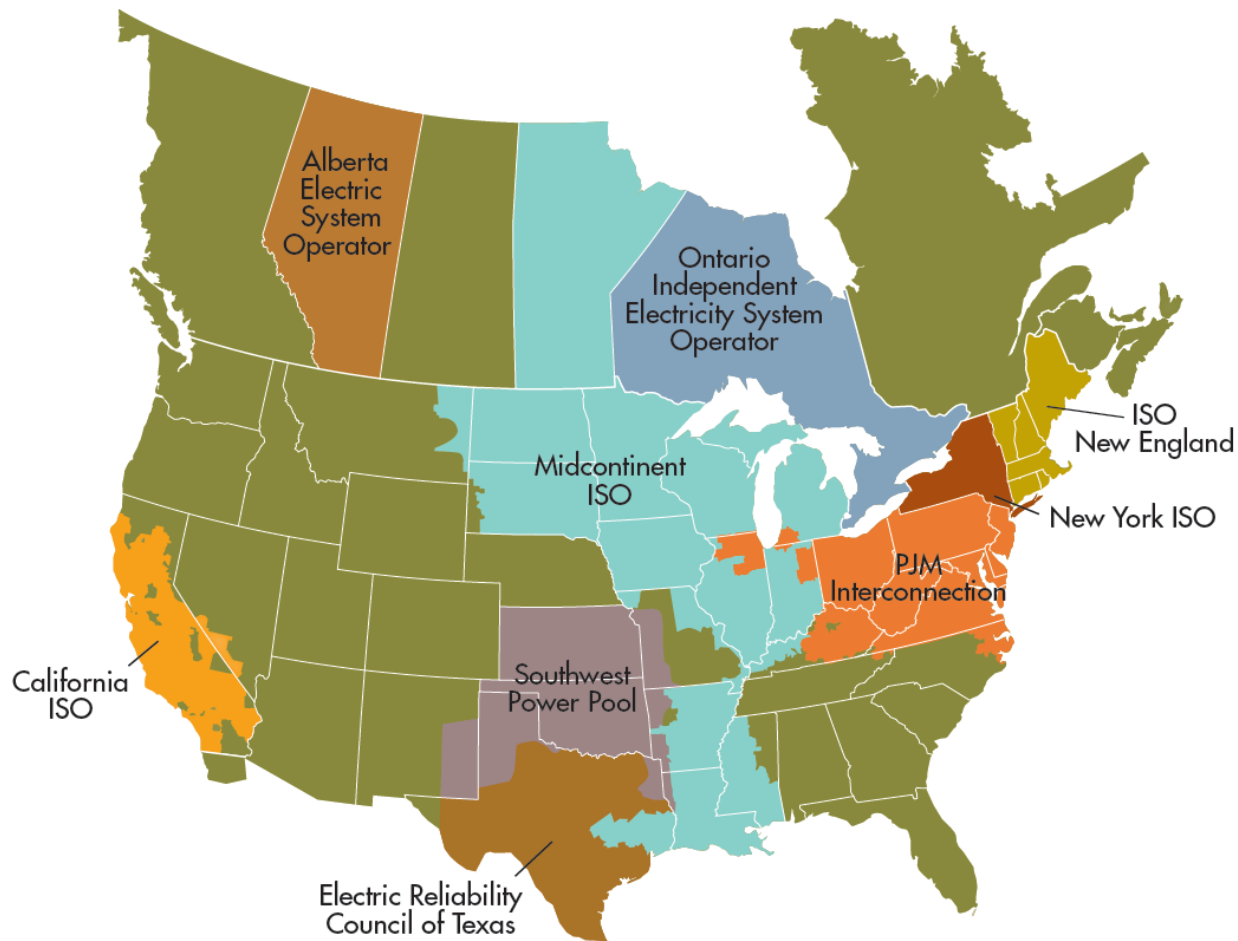 Alberta
Electric
System
Operator
Ontario
Independent
Electricity System
Operator
ISO
New England
Midcontinent
ISO
New York ISO
PJM
Interconnection
California
ISO
Southwest
Power Pool
Electric Reliability
Council of Texas